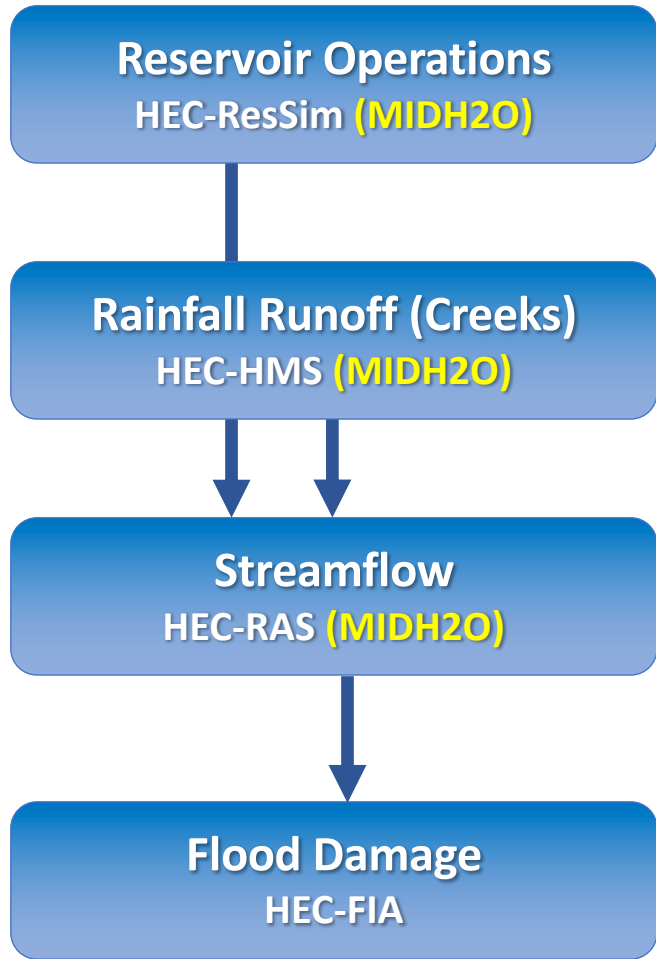 Reservoir Operations
HEC-ResSim (MIDH2O)
Rainfall Runoff (Creeks)
HEC-HMS (MIDH2O)
Streamflow
HEC-RAS (MIDH2O)
Flood Damage
HEC-FIA